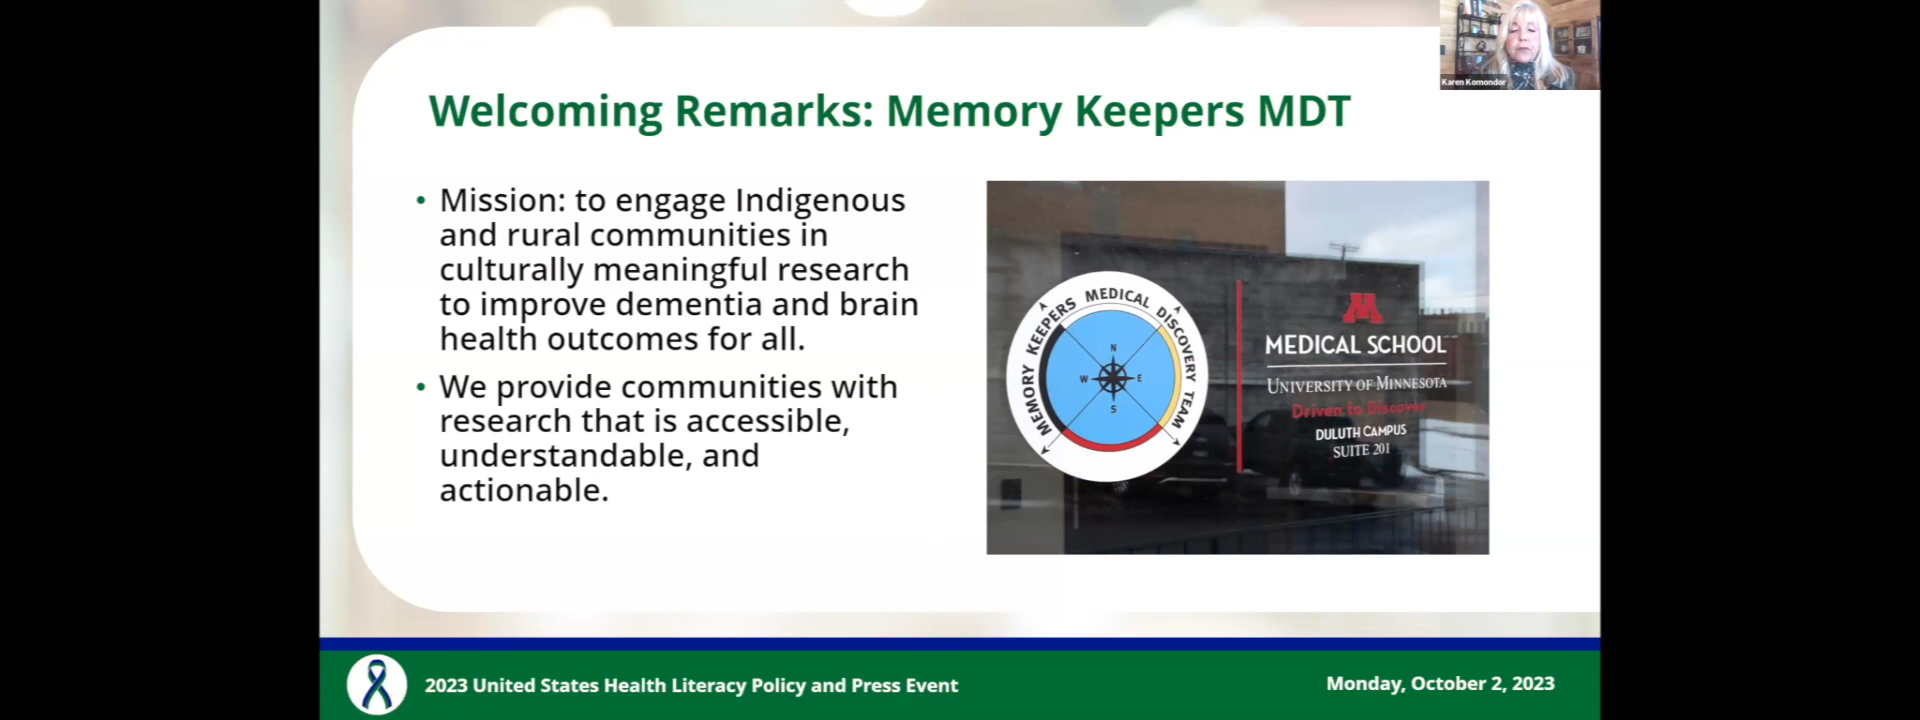 Karen Komondor
Welcoming Remarks: Memory Keepers MDT
• Mission: to engage Indigenous
and rural communities in
culturally meaningful research
to improve dementia and brain
health outcomes for all.
• We provide communities with
research that is accessible,
understandable, and
actionable.
MEMORY KEEPERS MEDICAL DISCOVERY TEAM
N
W E
S
M
MEDICAL SCHOOL
UNIVERSITY OF MINNESOTA
Driven to Discover
DULUTH CAMPUS
SUITE 201
2023 United States Health Literacy Policy and Press Event
Monday, October 2, 2023